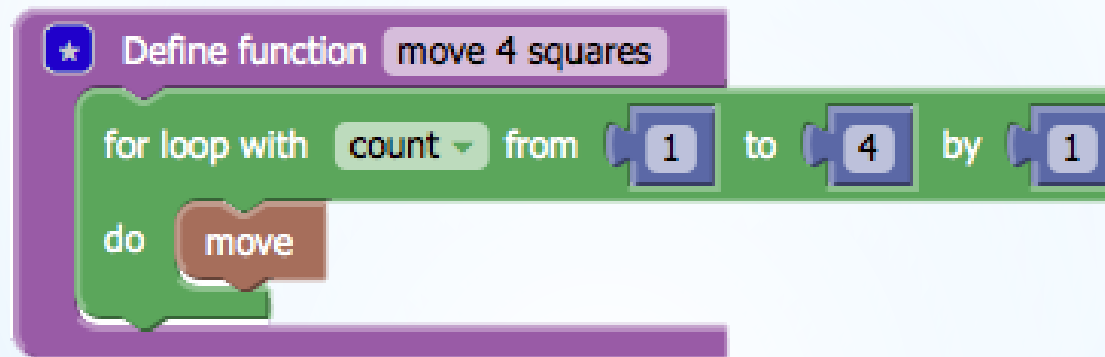 Define function move 4 squares
for loop with count from 1 to 4 by 1
do move